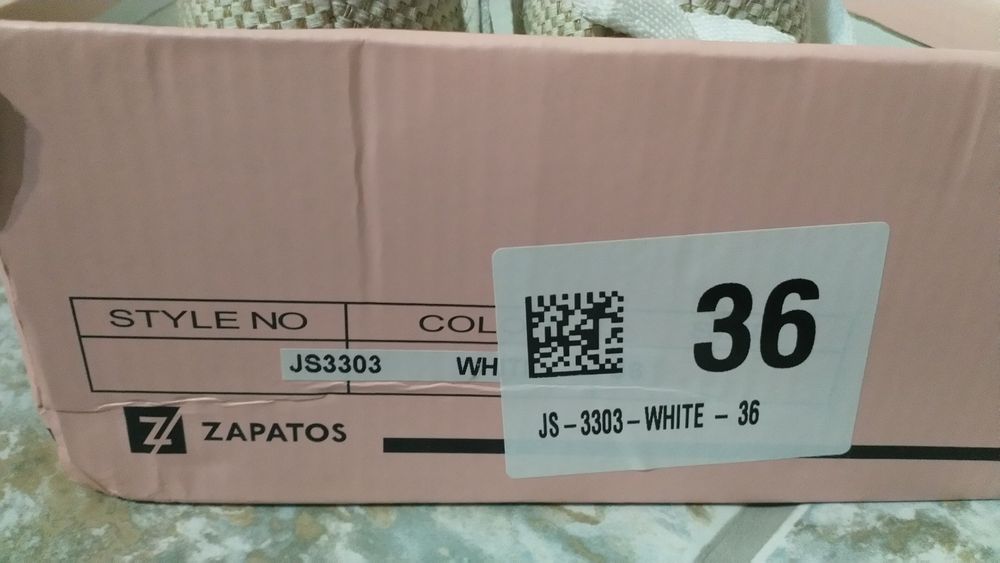 STYLE NO COL
JS3303 WH
36
JS-3303-WHITE - 36
Z ZAPATOS